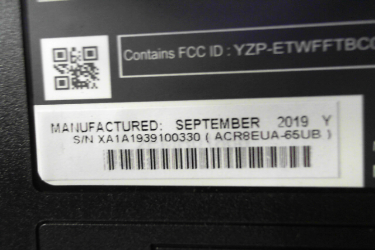 Contains FCC ID : YZP-ETWFFTBC
MANUFACTURED: SEPTEMBER 2019 Y
S/N XA1A1939100330 ( ACR8EUA-65UB )